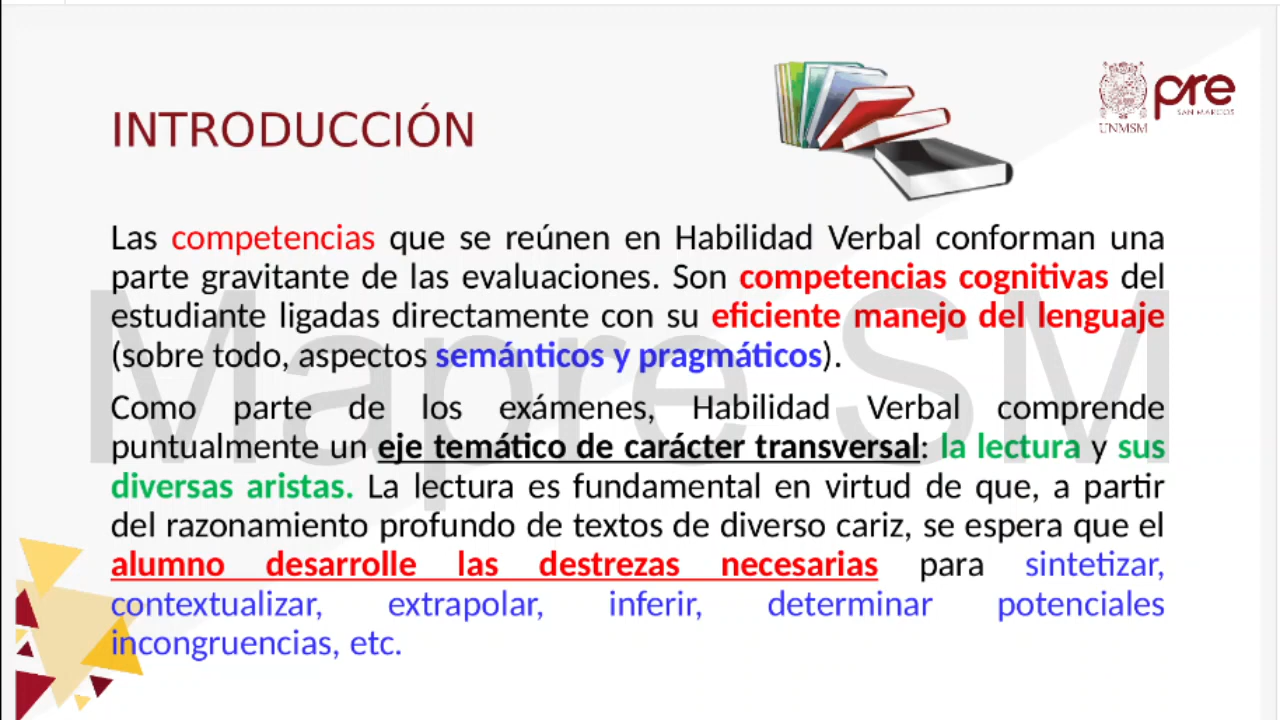 INTRODUCCIÓN
UNMSM
pre
SAN MARCOS
Las competencias que se reúnen en Habilidad Verbal conforman una
parte gravitante de las evaluaciones. Son competencias cognitivas del
estudiante ligadas directamente con su eficiente manejo del lenguaje
(sobre todo, aspectos semánticos y pragmáticos).
Como parte de los exámenes, Habilidad Verbal comprende
puntualmente un eje temático de carácter transversal: la lectura y sus
diversas aristas. La lectura es fundamental en virtud de que, a partir
del razonamiento profundo de textos de diverso cariz, se espera que el
alumno desarrolle las destrezas necesarias para sintetizar,
contextualizar, extrapolar, inferir, determinar potenciales
incongruencias, etc.
Mapre SM